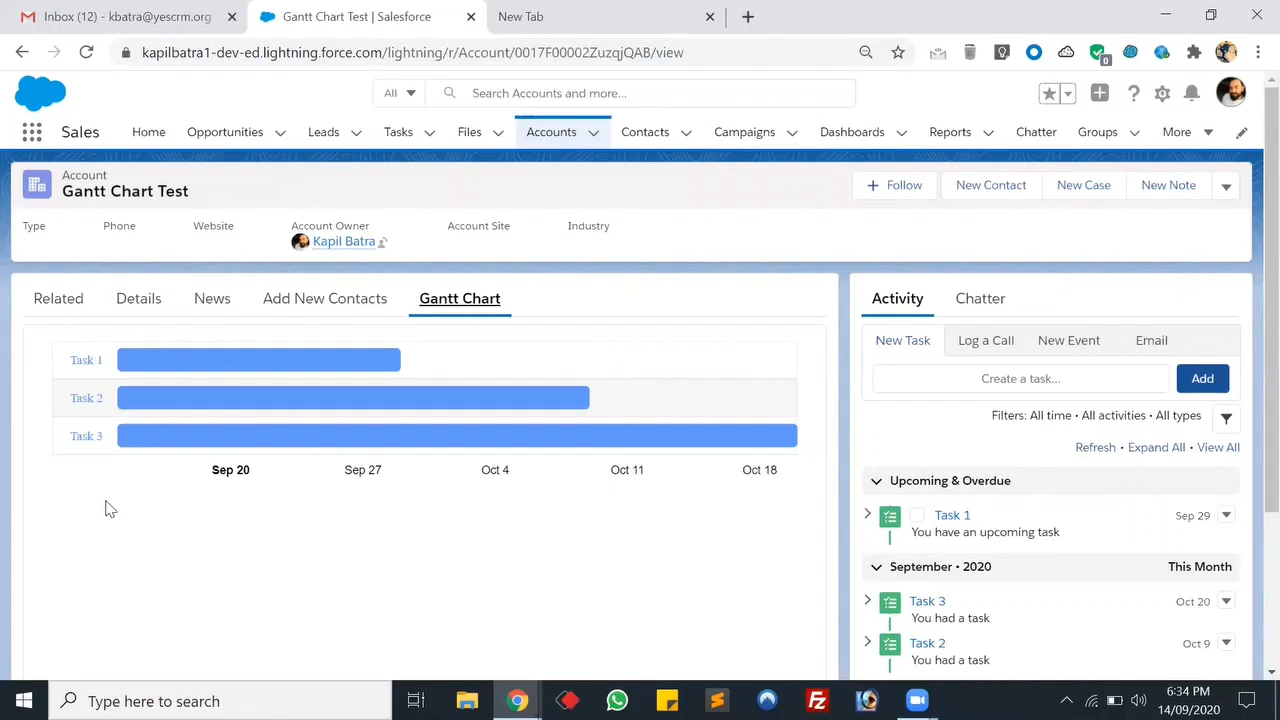 Inbox (12) - kbatra@yescrm.org
Gantt Chart Test | Salesforce
New Tab
kapilbatra1-dev-ed.lightning.force.com/lightning/r/Account/0017F00002ZuzqjQAB/view
0
All
Search Accounts and more...
Sales
Home
Opportunities
Leads
Tasks
Files
Accounts
Contacts
Campaigns
Dashboards
Reports
Chatter
Groups
More
Account
Gantt Chart Test
Follow
New Contact
New Case
New Note
Type
Phone
Website
Account Owner
Account Site
Industry
Kapil Batra
Related
Details
News
Add New Contacts
Gantt Chart
Task 1
Task 2
Task 3
Sep 20
Sep 27
Oct 4
Oct 11
Oct 18
Activity
Chatter
New Task
Log a Call
New Event
Email
Create a task...
Add
Filters: All time • All activities • All types
Refresh • Expand All • View All
Upcoming & Overdue
Task 1
Sep 29
You have an upcoming task
September • 2020
This Month
Task 3
Oct 20
You had a task
Task 2
Oct 9
You had a task
Type here to search
6:34 PM
14/09/2020